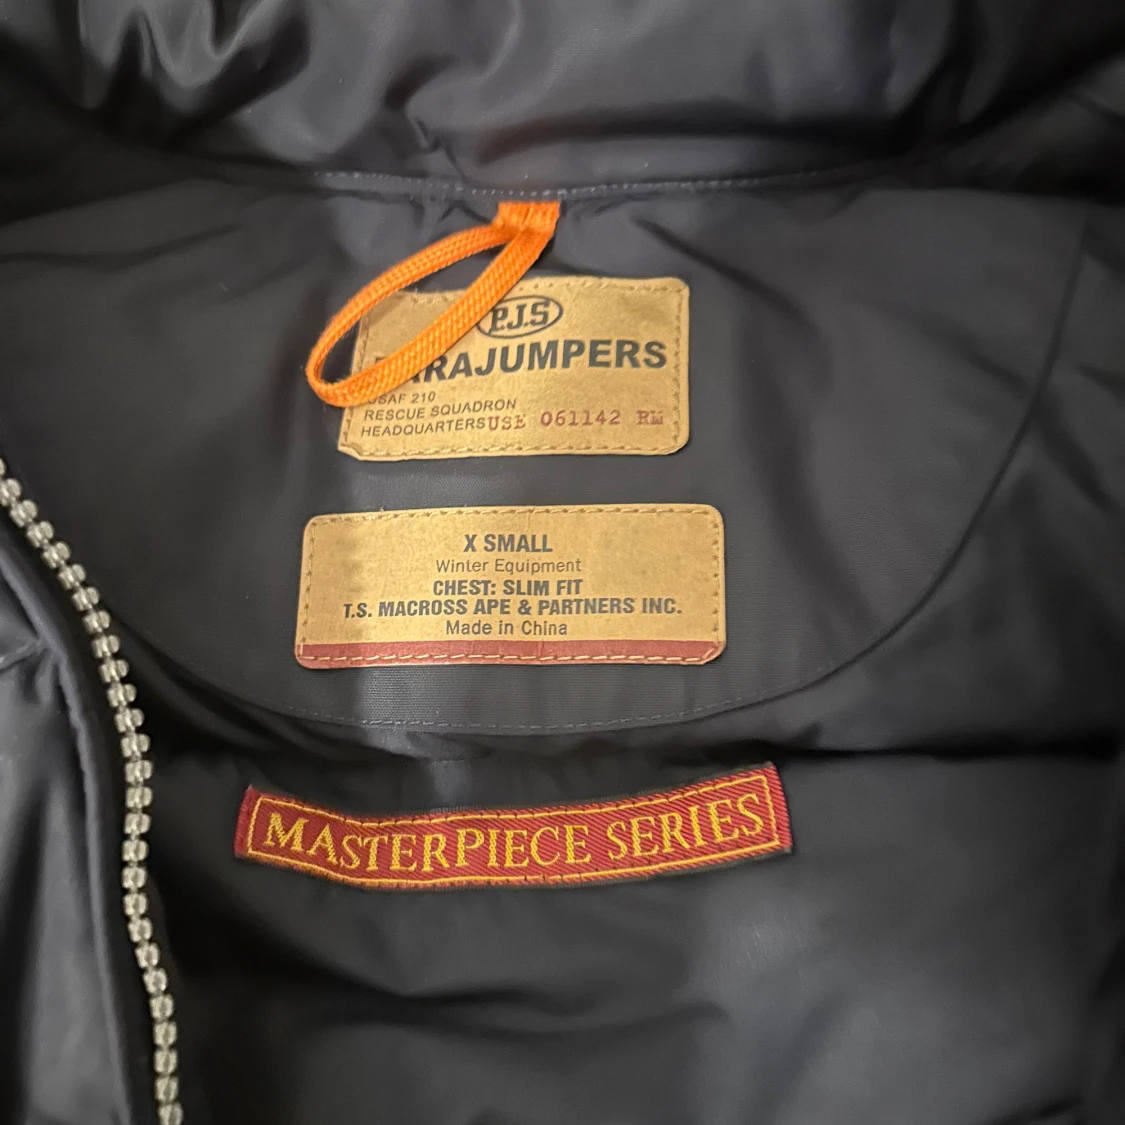 P.J.S
PARAJUMPERS
USAF 210
RESCUE SQUADRON
HEADQUARTERS USE 061142 RM
X SMALL
Winter Equipment
CHEST: SLIM FIT
T.S. MACROSS APE & PARTNERS INC.
Made in China
MASTERPIECE SERIES